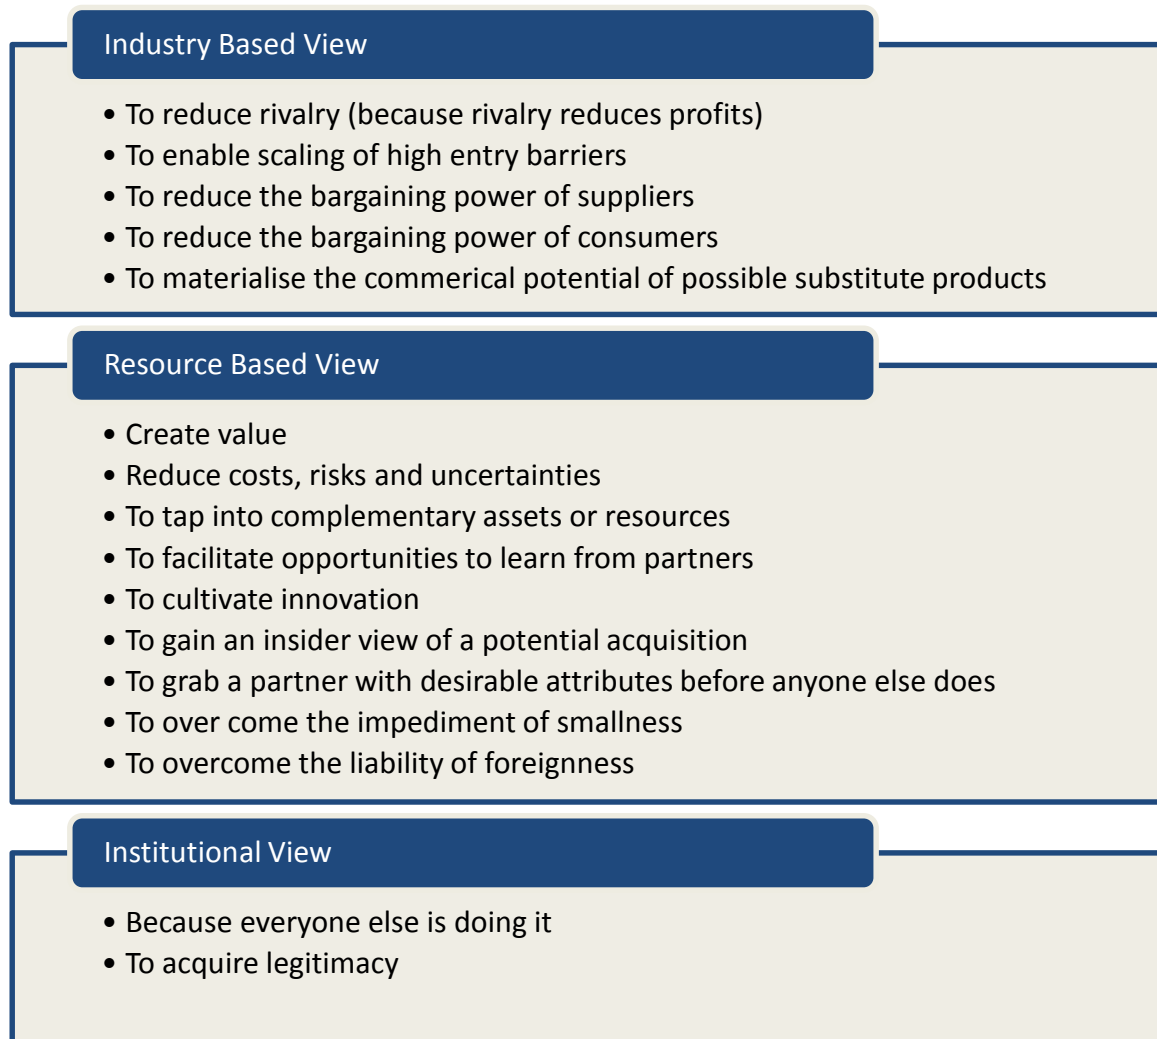 Industry Based View
• To reduce rivalry (because rivalry reduces profits)
• To enable scaling of high entry barriers
• To reduce the bargaining power of suppliers
• To reduce the bargaining power of consumers
• To materialise the commerical potential of possible substitute products
Resource Based View
• Create value
• Reduce costs, risks and uncertainties
• To tap into complementary assets or resources
• To facilitate opportunities to learn from partners
• To cultivate innovation
• To gain an insider view of a potential acquisition
• To grab a partner with desirable attributes before anyone else does
• To over come the impediment of smallness
• To overcome the liability of foreignness
Institutional View
• Because everyone else is doing it
• To acquire legitimacy